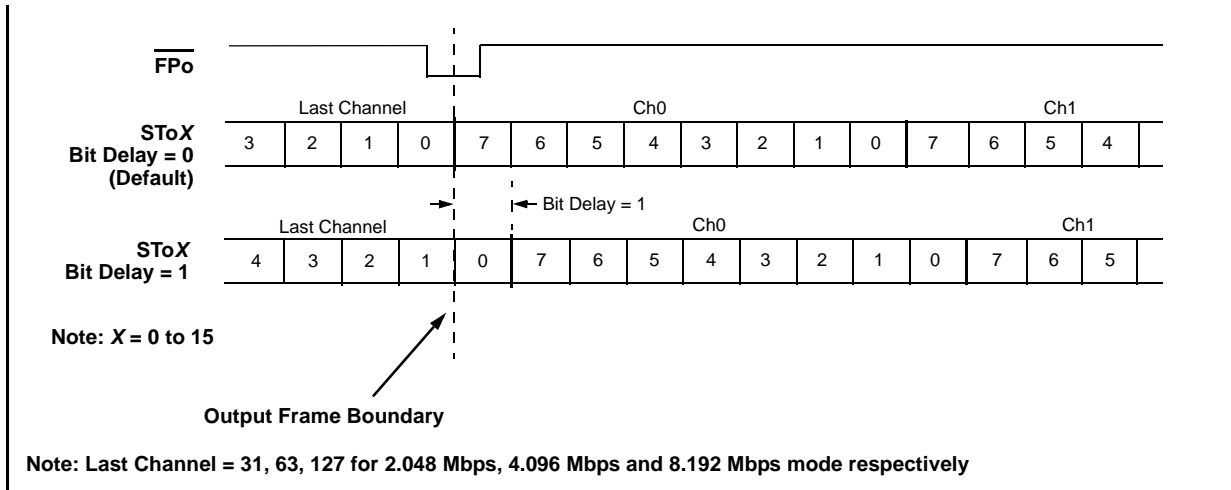 FPo
Last Channel Ch0 Ch1
SToX
Bit Delay = 0
(Default)
3 2 1 0 7 6 5 4 3 2 1 0 7 6 5 4
Bit Delay = 1
Last Channel Ch0 Ch1
SToX
Bit Delay = 1
4 3 2 1 0 7 6 5 4 3 2 1 0 7 6 5
Note: X = 0 to 15
Output Frame Boundary
Note: Last Channel = 31, 63, 127 for 2.048 Mbps, 4.096 Mbps and 8.192 Mbps mode respectively